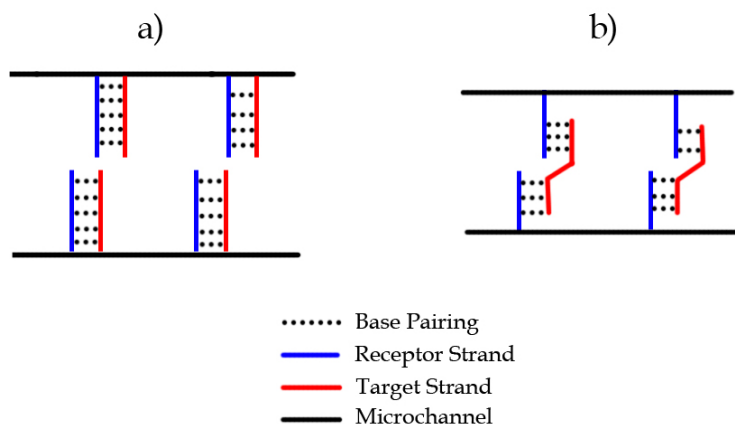 a)
b)
Base Pairing
Receptor Strand
Target Strand
Microchannel